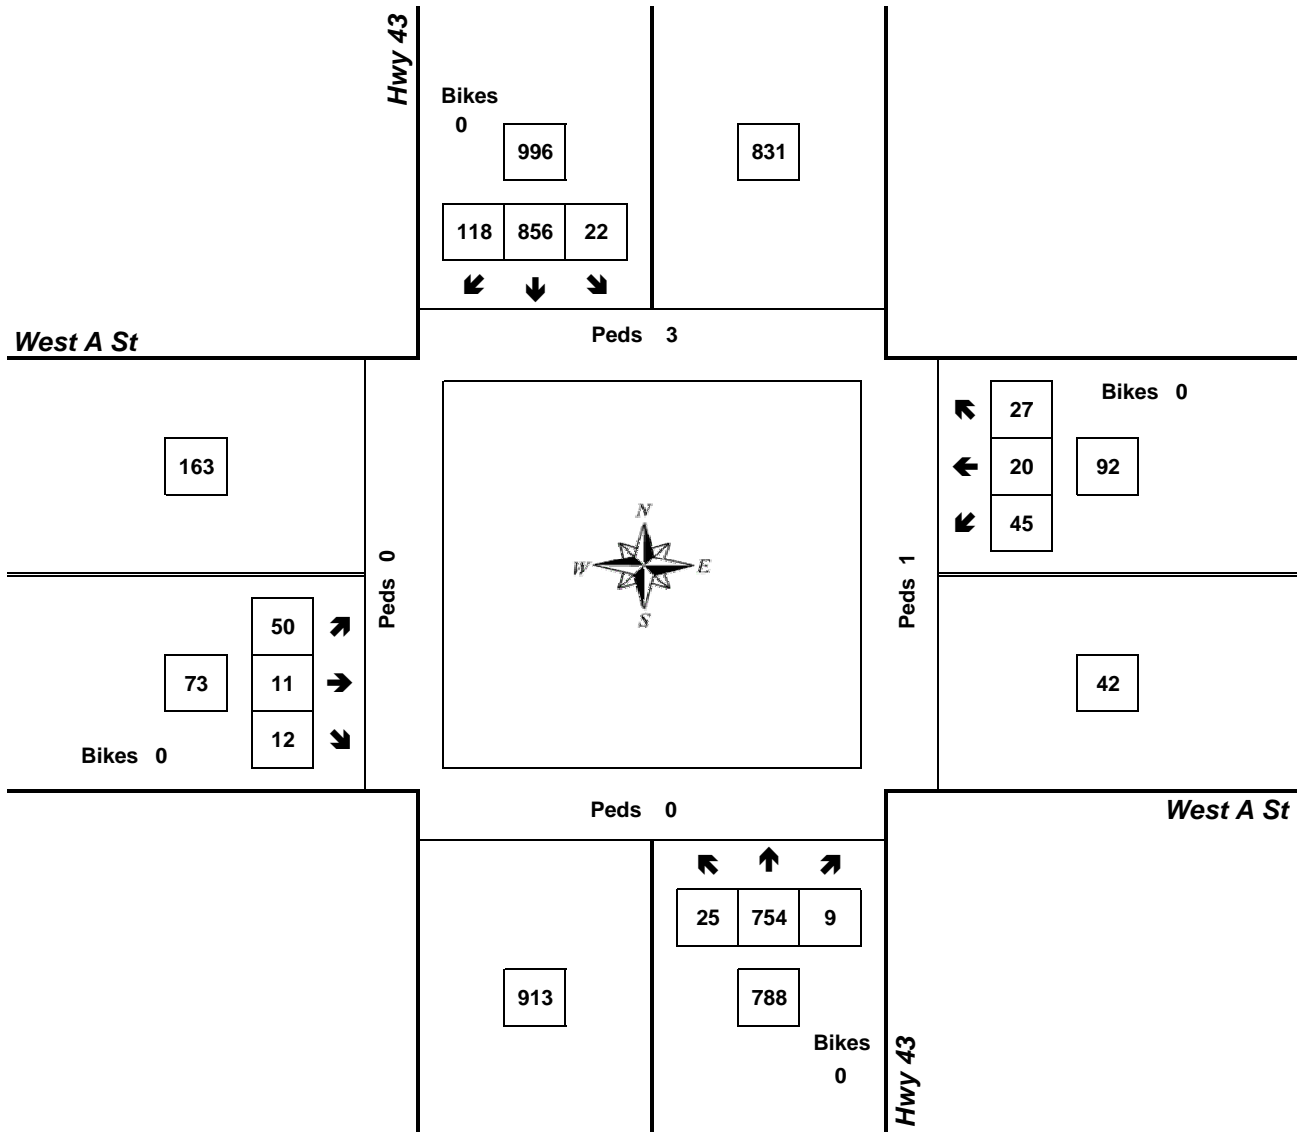 Hwy 43
Bikes
0
996
831
118 856 22
Peds 3
West A St
27
Bikes 0
163
20
92
45
N
W E
S
Peds 0
Peds 1
50
73
11
12
Bikes 0
42
Peds 0
West A St
25 754 9
913
788
Bikes
0
Hwy 43